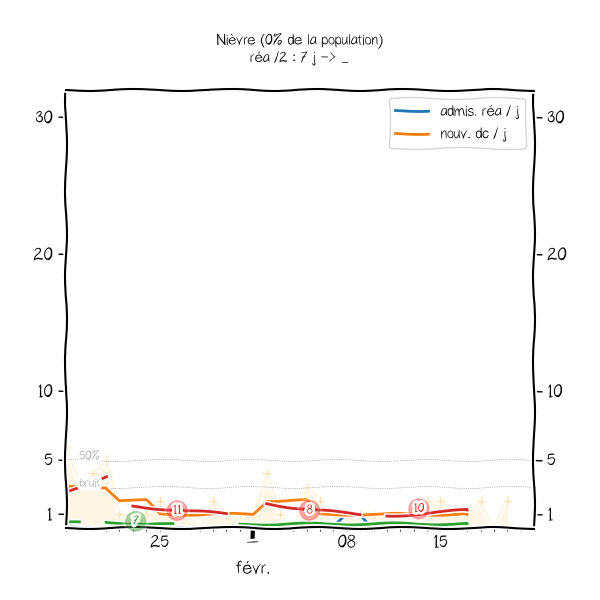 Nièvre (0% de la population)
réa /2 : 7 j -> _
admis. réa / j
nouv. dc / j
30 30
20 20
10 10
5 50% 5
bruit
1 7 11 8 10 1
25 _ 08 15
févr.